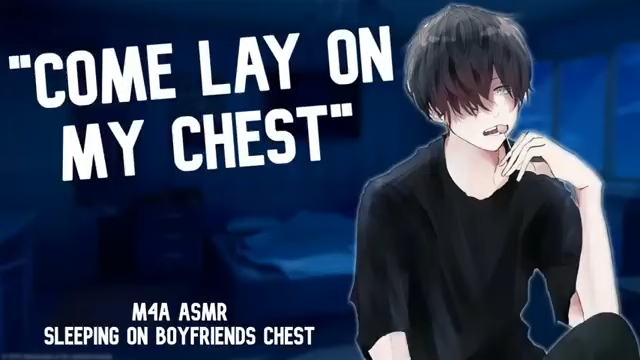 "COME LAY ON
MY CHEST"
M4A ASMR
SLEEPING ON BOYFRIENDS CHEST